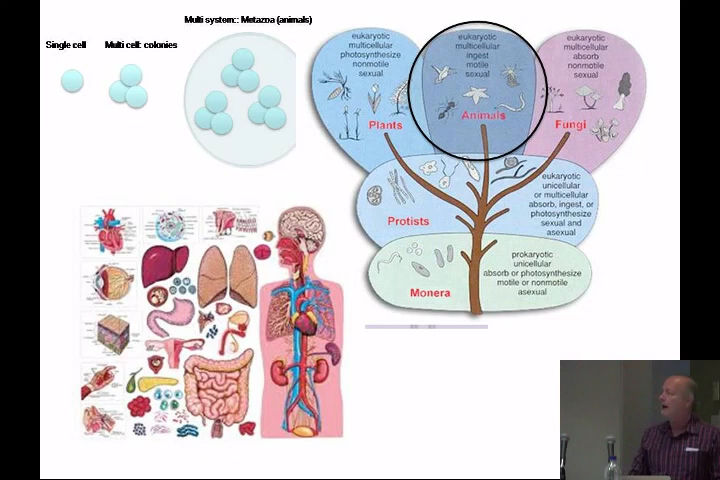 Multi system:: Metazoa (animals)
Single cell
Multi cell: colonies
eukaryotic
multicellular
photosynthesize
nonmotile
sexual
Plants
eukaryotic
multicellular
ingest
motile
sexual
Animals
eukaryotic
multicellular
absorb
nonmotile
sexual
Fungi
Protists
eukaryotic
unicellular
or multicellular
absorb, ingest, or
photosynthesize
sexual and
asexual
Monera
prokaryotic
unicellular
absorb or photosynthesize
motile or nonmotile
asexual